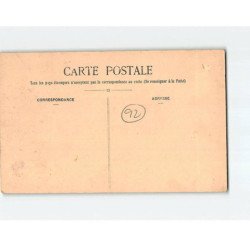 CARTE POSTALE
Tous les pays étrangers n'acceptent pas la correspondance au recto (Se renseigner à la Poste)
CORRESPONDANCE
ADRESSE
92